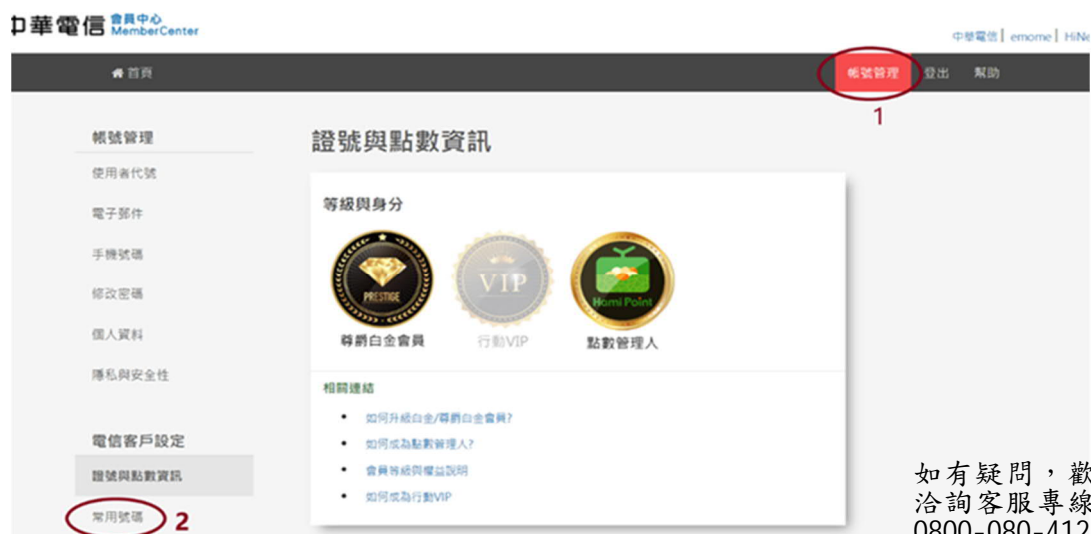 中華電信 會員中心 MemberCenter
中華電信 | emome | HiNe
首頁 帳號管理 登出 幫助
1
帳號管理
使用者代號
電子郵件
手機號碼
修改密碼
個人資料
隱私與安全性
電信客戶設定
證號與點數資訊
常用號碼 2
證號與點數資訊
等級與身分
PRESTIGE
VIP
Hami Point
尊爵白金會員 行動VIP 點數管理人
相關連結
• 如何升級白金/尊爵白金會員?
• 如何成為點數管理人?
• 會員等級與權益說明
• 如何成為行動VIP
如有疑問,歡
洽詢客服專線
0800-080-412